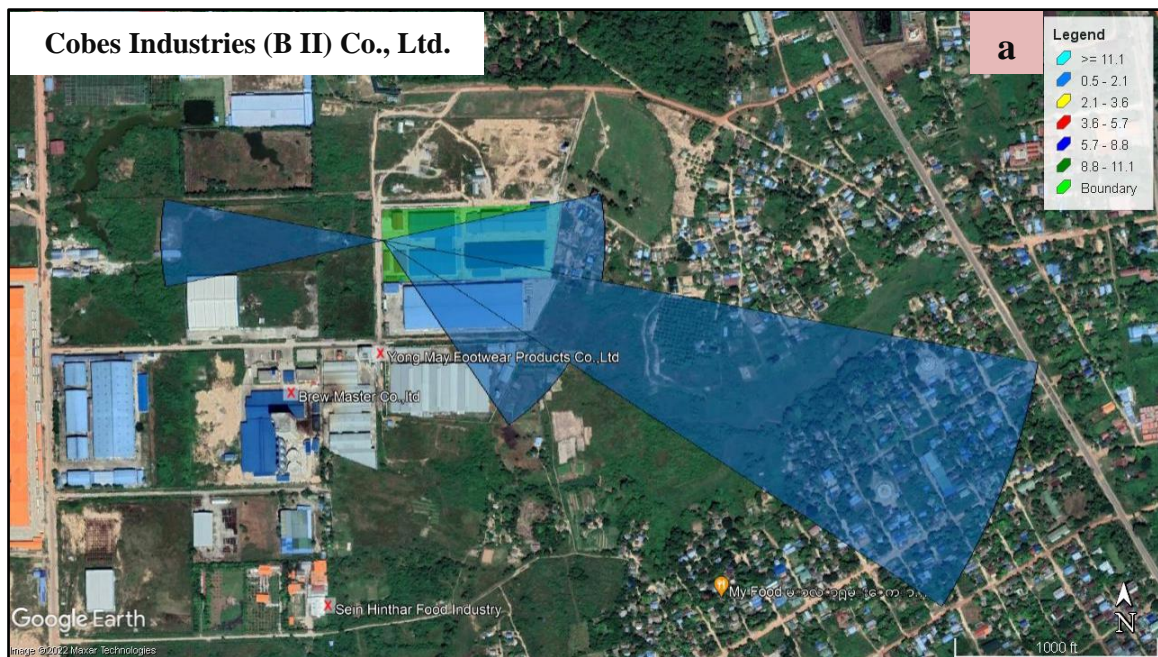 Cobes Industries (B II) Co., Ltd.
a
Legend
>= 11.1
0.5 - 2.1
2.1 - 3.6
3.6 - 5.7
5.7 - 8.8
8.8 - 11.1
Boundary
Yong May Footwear Products Co.,Ltd
Brew Master Co.,ltd
Sein Hinthar Food Industry
My Food
Google Earth
N
Image © 2022 Maxar Technologies
1000 ft